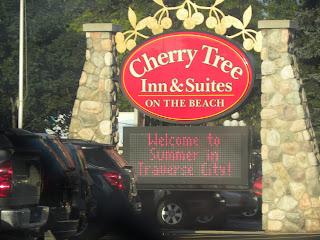 Cherry Tree
Inn & Suites
ON THE BEACH
Welcome to
Summer in
Traverse City!